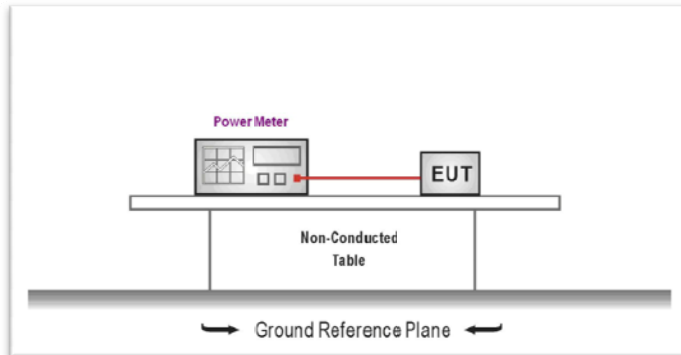 Power Meter
EUT
Non-Conducted
Table
Ground Reference Plane